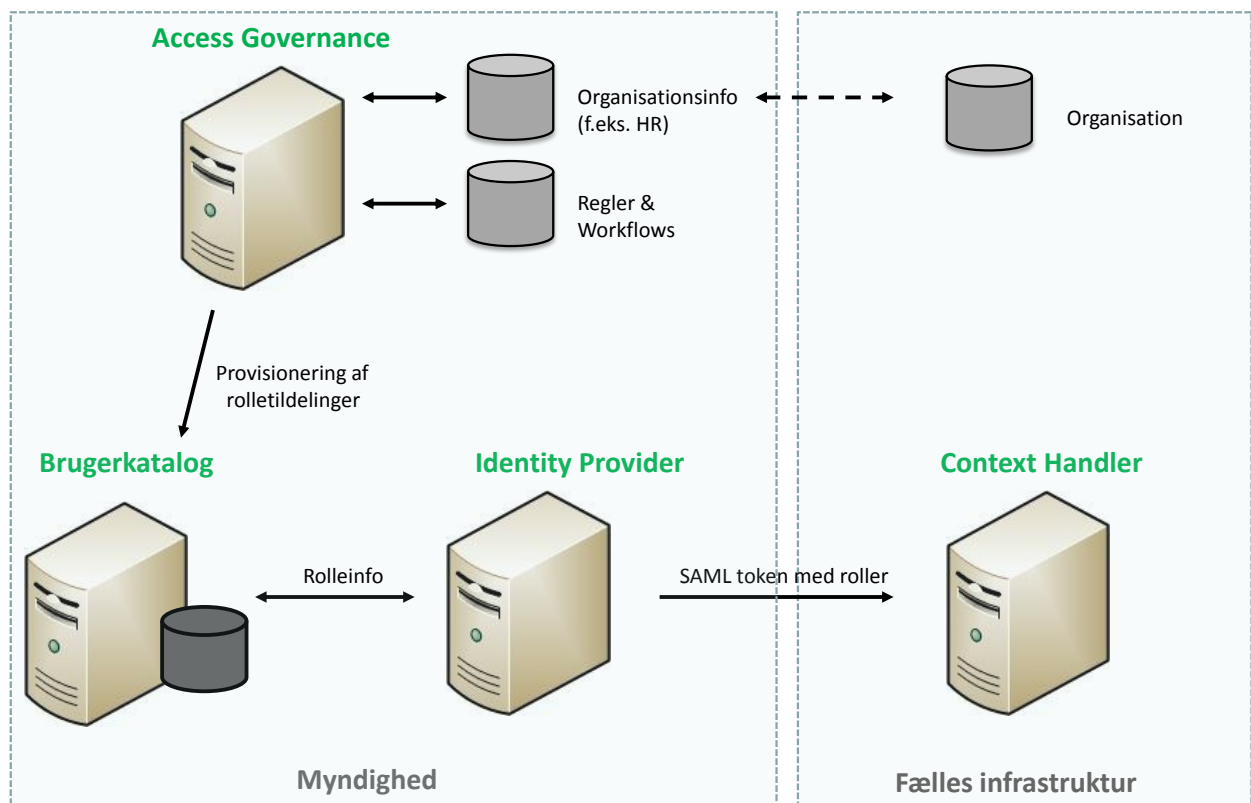 Access Governance
Organisationsinfo
(f.eks. HR)
Organisation
Regler &
Workflows
Provisionering af
rolletildelinger
Brugerkatalog
Identity Provider
Context Handler
Rolleinfo
SAML token med roller
Myndighed
Fælles infrastruktur